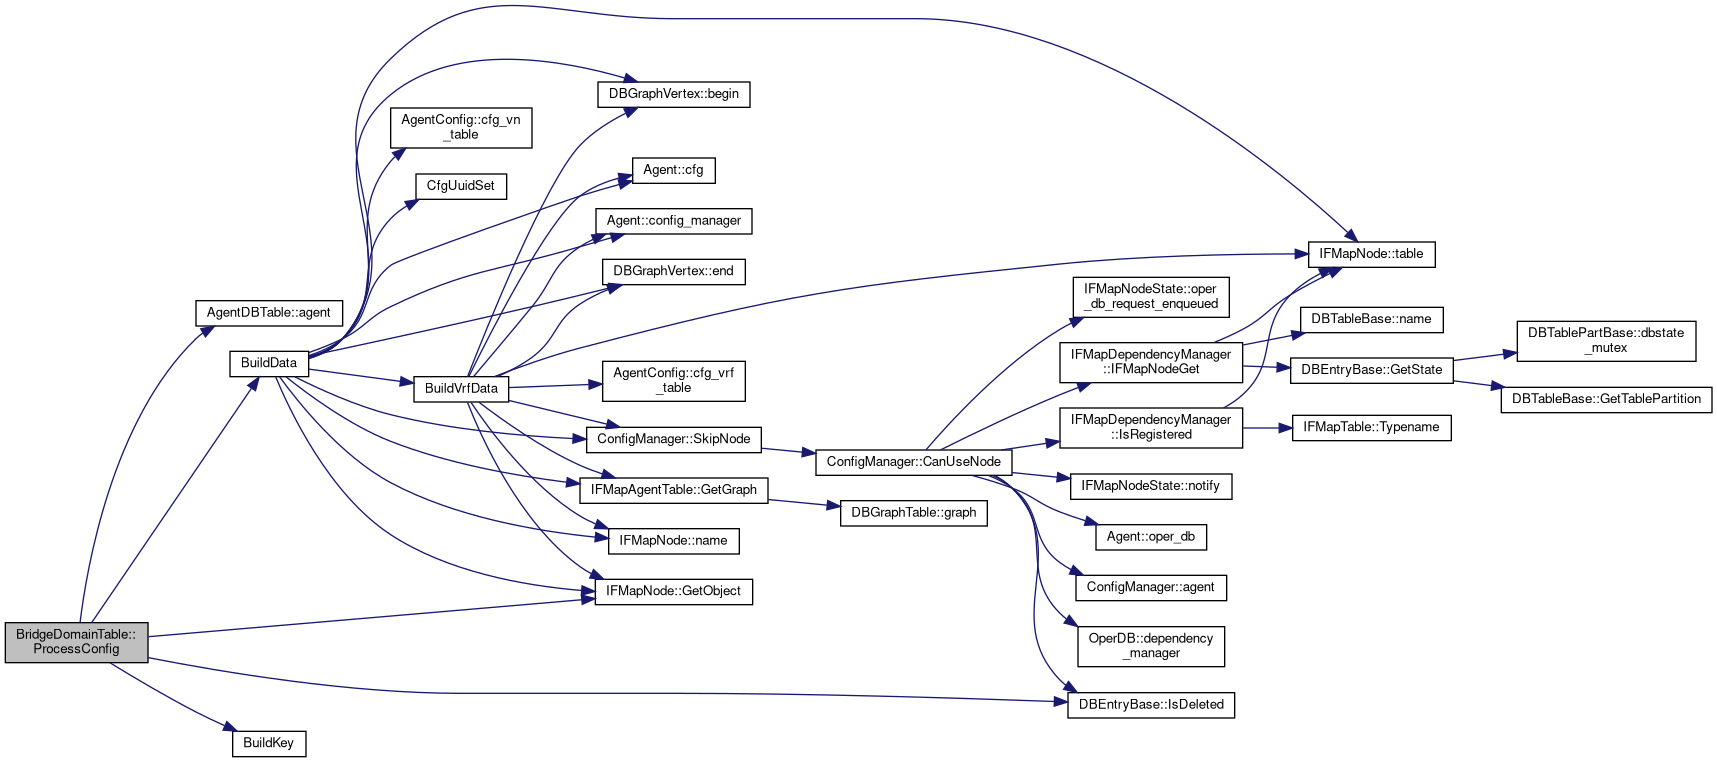 BridgeDomainTable::
ProcessConfig
AgentDBTable::agent
BuildData
BuildKey
AgentConfig::cfg_vn
_table
CfgUuidSet
BuildVrfData
DBGraphVertex::begin
Agent::cfg
Agent::config_manager
DBGraphVertex::end
AgentConfig::cfg_vrf
_table
ConfigManager::SkipNode
IFMapAgentTable::GetGraph
IFMapNode::name
IFMapNode::GetObject
ConfigManager::CanUseNode
DBGraphTable::graph
IFMapNodeState::oper
_db_request_enqueued
IFMapDependencyManager
::IFMapNodeGet
IFMapDependencyManager
::IsRegistered
IFMapNodeState::notify
Agent::oper_db
ConfigManager::agent
OperDB::dependency
_manager
DBEntryBase::IsDeleted
IFMapNode::table
DBTableBase::name
DBEntryBase::GetState
IFMapTable::Typename
DBTablePartBase::dbstate
_mutex
DBTableBase::GetTablePartition